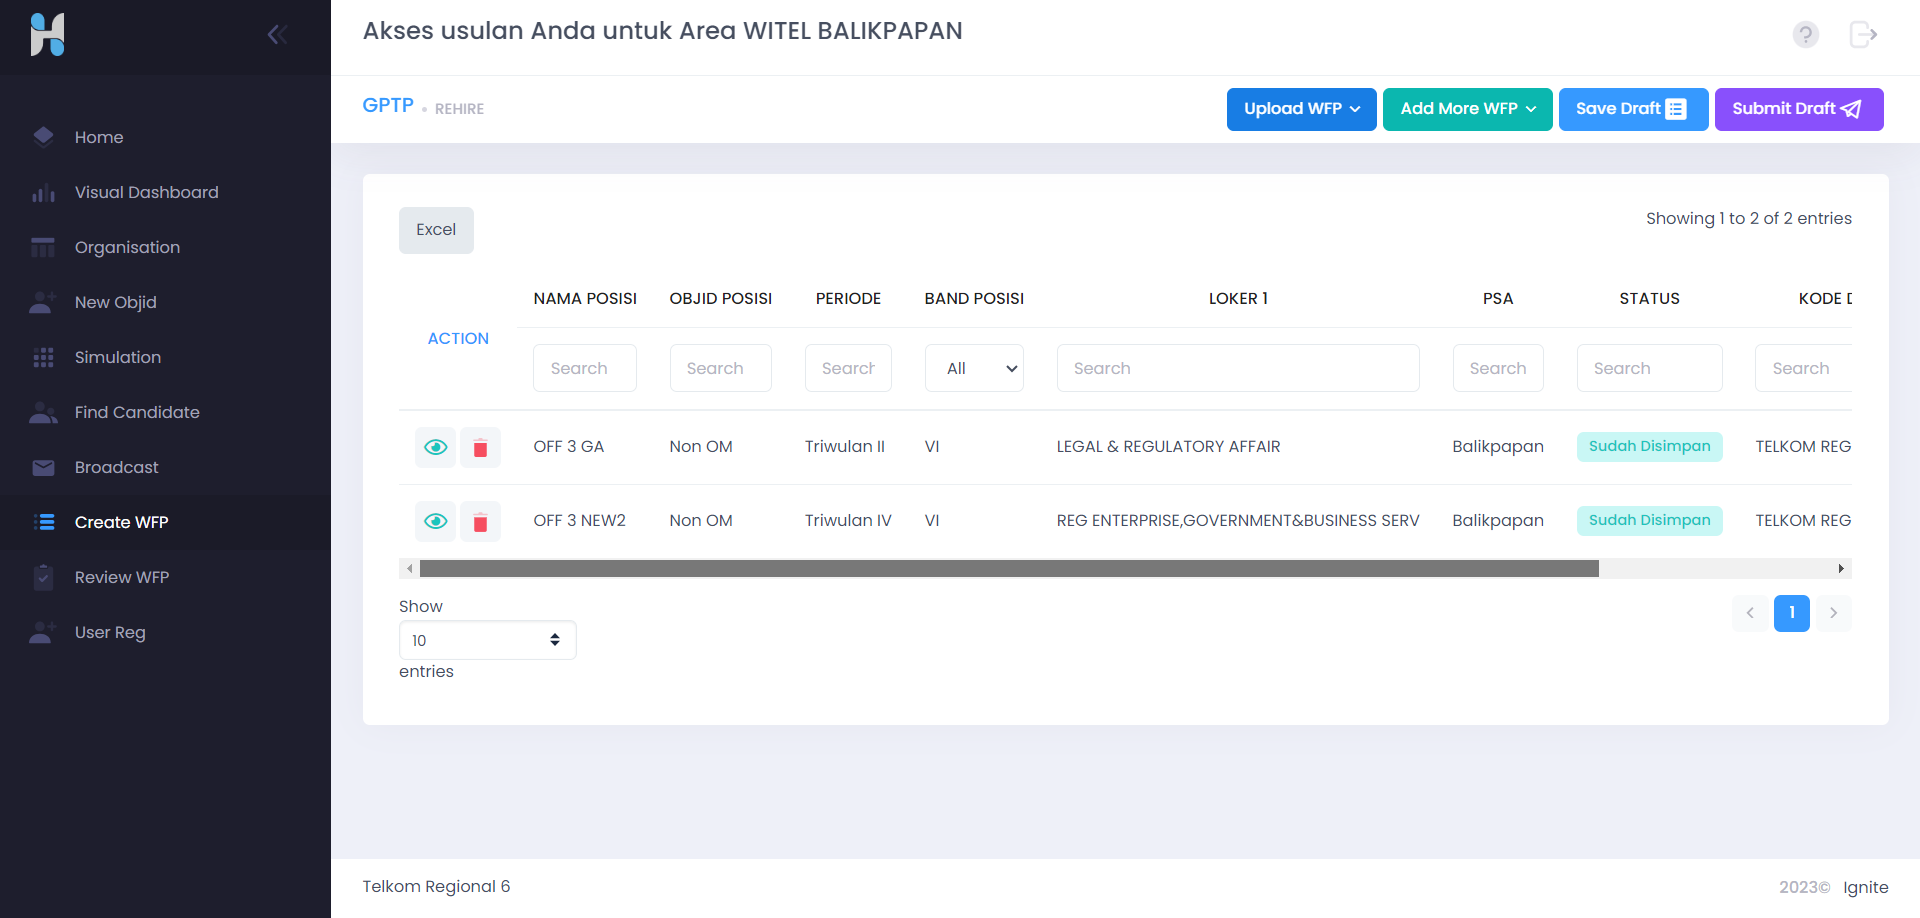 Akses usulan Anda untuk Area WITEL BALIKPAPAN
Home
Visual Dashboard
Organisation
New Objid
Simulation
Find Candidate
Broadcast
Create WFP
Review WFP
User Reg
GPTP • REHIRE
Upload WFP
Add More WFP
Save Draft
Submit Draft
Excel
Showing 1 to 2 of 2 entries
ACTION
NAMA POSISI OBJID POSISI PERIODE BAND POSISI LOKER 1 PSA STATUS KODE
Search Search Search All Search Search Search Search
OFF 3 GA Non OM Triwulan II VI LEGAL & REGULATORY AFFAIR Balikpapan Sudah Disimpan TELKOM REG
OFF 3 NEW2 Non OM Triwulan IV VI REG ENTERPRISE,GOVERNMENT&BUSINESS SERV Balikpapan Sudah Disimpan TELKOM REG
Show
10
entries
1
Telkom Regional 6
2023© Ignite